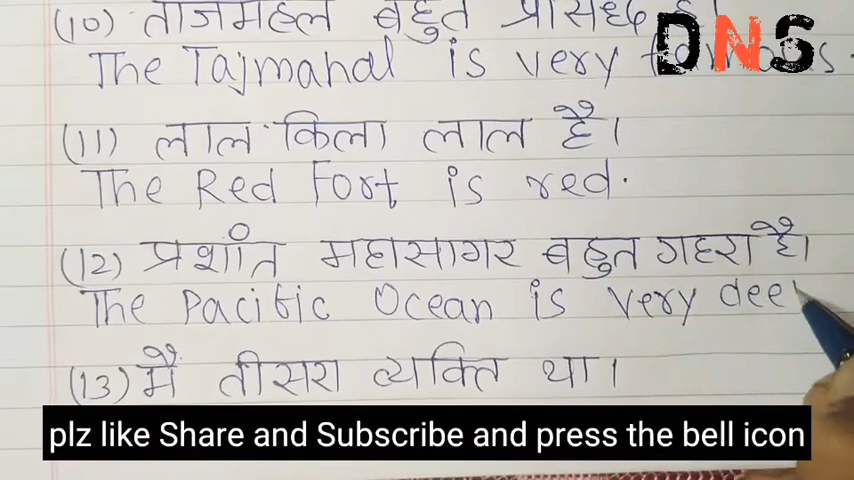 (10) ताजमहल बहुत प्रसिध्द है।
DNS
The Tajmahal is very famous.
(11) लाल किला लाल है।
The Red Fort is red.
(12) प्रशांत महासागर बहुत गहरा है।
The Pacific Ocean is very dee
(13) मै तीसरा व्यक्ति था।
plz like Share and Subscribe and press the bell icon